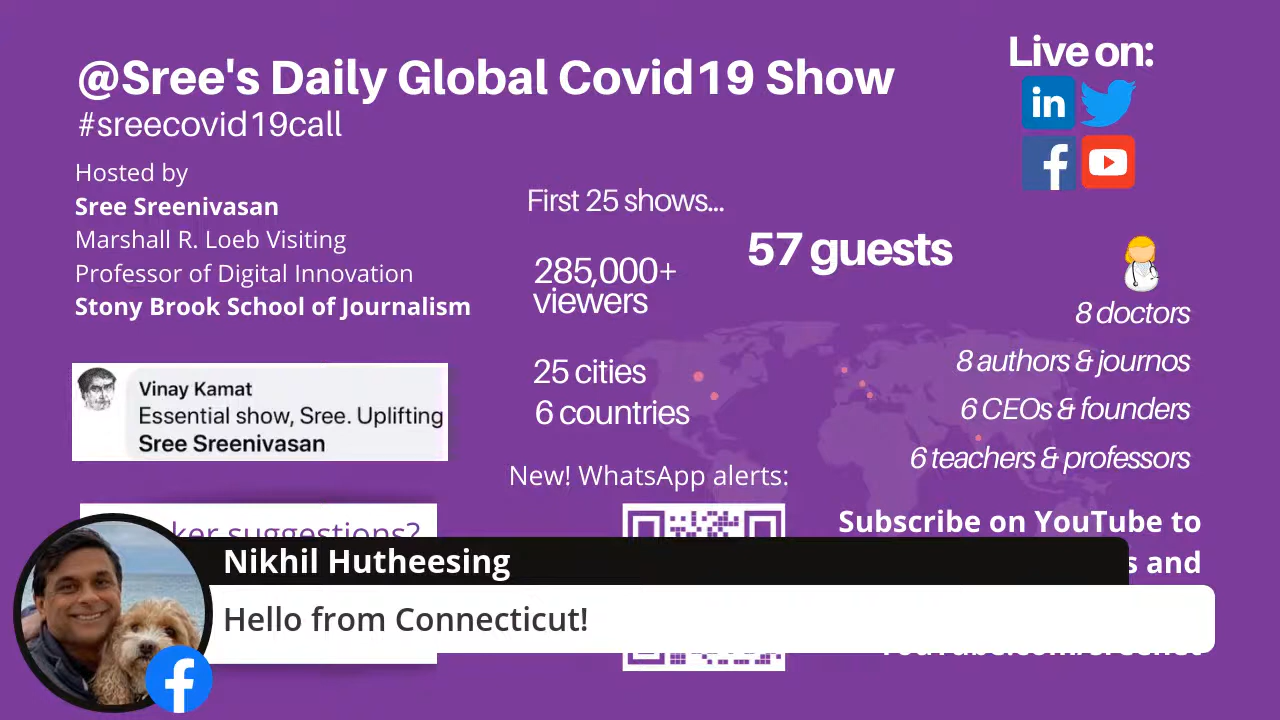 @Sree's Daily Global Covid19 Show
#sreecovid19call
Hosted by
Sree Sreenivasan
Marshall R. Loeb Visiting
Professor of Digital Innovation
Stony Brook School of Journalism
Vinay Kamat
Essential show, Sree. Uplifting
Sree Sreenivasan
First 25 shows...
285,000+
viewers
25 cities
6 countries
New! WhatsApp alerts:
Live on:
in
57 guests
8 doctors
8 authors & journos
6 CEOs & founders
6 teachers & professors
Subscribe on YouTube to
and
suggestions?
Nikhil Hutheesing
Hello from Connecticut!